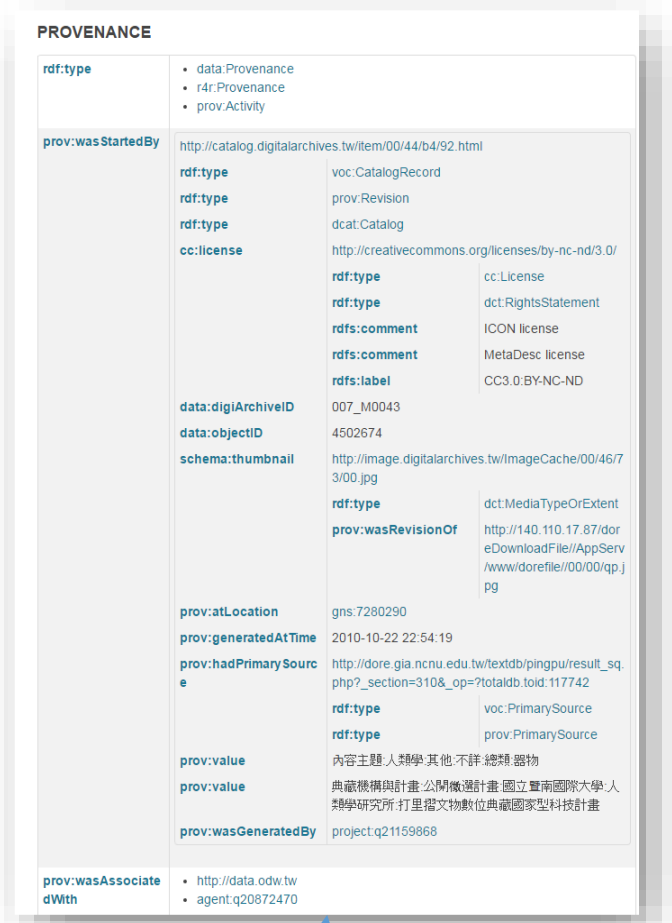 PROVENANCE
rdf:type
data:Provenance
r4r:Provenance
prov:Activity
prov:wasStartedBy
http://catalog.digitalarchives.tw/item/00/44/b4/92.html
rdf:type voc:CatalogRecord
rdf:type prov:Revision
rdf:type dcat:Catalog
cc:license http://creativecommons.org/licenses/by-nc-nd/3.0/
rdf:type cc:License
rdf:type dct:RightsStatement
rdfs:comment ICON license
rdfs:comment MetaDesc license
rdfs:label CC3.0:BY-NC-ND
data:digiArchiveID 007_M0043
data:objectID 4502674
schema:thumbnail http://image.digitalarchives.tw/ImageCache/00/46/7
3/00.jpg
rdf:type dct:MediaTypeOrExtent
prov:wasRevisionOf http://140.110.17.87/dor
eDownloadFile//AppServ
/www/dorefile//00/00/qp.j
pg
prov:atLocation gns:7280290
prov:generatedAtTime 2010-10-22 22:54:19
prov:hadPrimarySourc http://dore.gia.ncnu.edu.tw/textdb/pingpu/result_sq.
e php?_section=310&_op=?totaldb.toid:117742
rdf:type voc:PrimarySource
rdf:type prov:PrimarySource
prov:value 內容主題:人類學:其他:不詳:總類:器物
prov:value 典藏機構與計畫:公開徵選計畫:國立暨南國際大學:人
類學研究所:打里摺文物數位典藏國家型科技計畫
prov:wasGeneratedBy project:q21159868
prov:wasAssociate
dWith
http://data.odw.tw
agent:q20872470